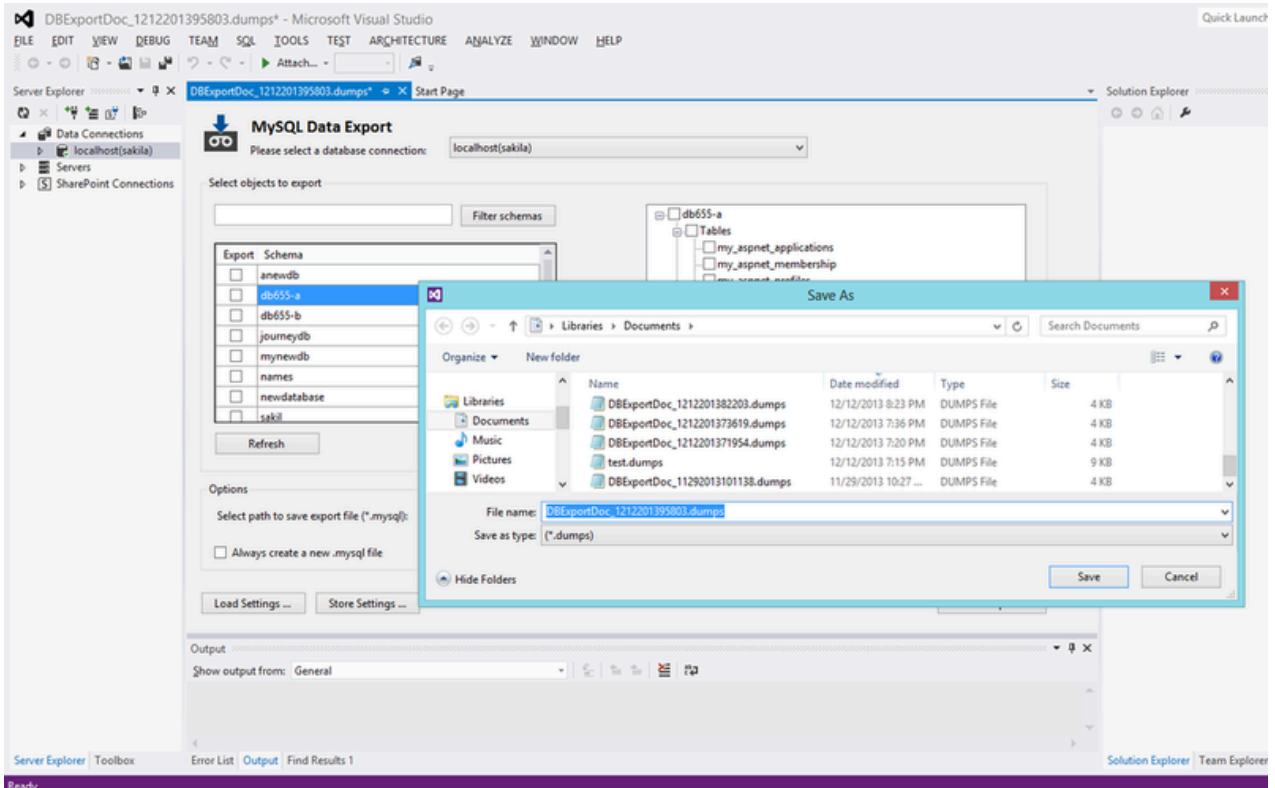 DBExportDoc_1212201395803.dumps* - Microsoft Visual Studio
Quick Launch
FILE EDIT VIEW DEBUG TEAM SQL TOOLS TEST ARCHITECTURE ANALYZE WINDOW HELP
Attach...
Server Explorer
DBExportDoc_1212201395803.dumps* Start Page
Solution Explorer
Data Connections
localhost(sakila)
Servers
SharePoint Connections
MySQL Data Export
Please select a database connection: localhost(sakila)
Select objects to export
Filter schemas
Export Schema
anewdb
db655-a
db655-b
journeydb
mynewdb
names
newdatabase
sakil
Refresh
db655-a
Tables
my_aspnet_applications
my_aspnet_membership
my_aspnet_profiles
Options
Select path to save export file (*.mysql):
Always create a new .mysql file
Load Settings ... Store Settings ...
Save As
Libraries Documents
Search Documents
Organize New folder
Libraries
Documents
Music
Pictures
Videos
Name Date modified Type Size
DBExportDoc_1212201382203.dumps 12/12/2013 8:23 PM DUMPS File 4 KB
DBExportDoc_1212201373619.dumps 12/12/2013 7:36 PM DUMPS File 4 KB
DBExportDoc_1212201371954.dumps 12/12/2013 7:20 PM DUMPS File 4 KB
test.dumps 12/12/2013 7:15 PM DUMPS File 9 KB
DBExportDoc_11292013101138.dumps 11/29/2013 10:27 ... DUMPS File 4 KB
File name: DBExportDoc_1212201395803.dumps
Save as type: (*.dumps)
Hide Folders
Save Cancel
Output
Show output from: General
Server Explorer Toolbox
Error List Output Find Results 1
Solution Explorer Team Explorer
Ready